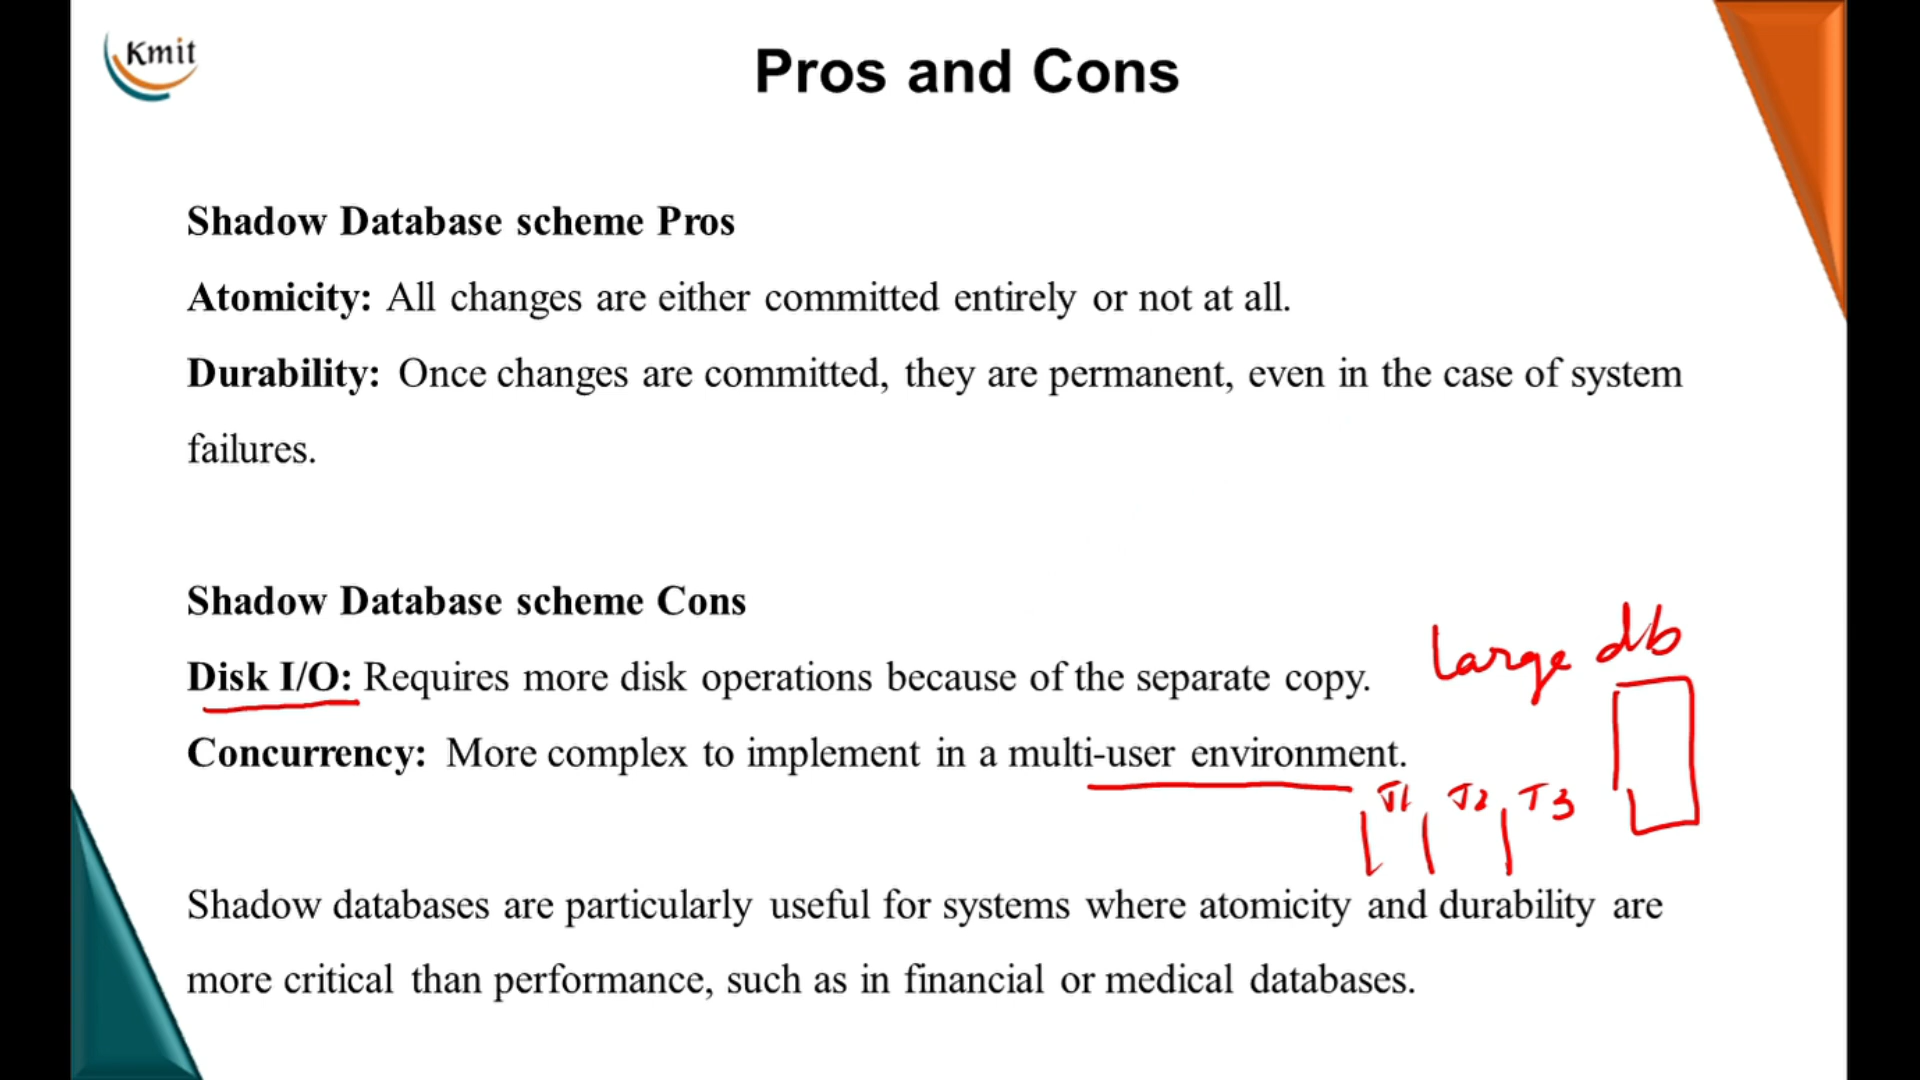 Kmit
Pros and Cons
Shadow Database scheme Pros
Atomicity: All changes are either committed entirely or not at all.
Durability: Once changes are committed, they are permanent, even in the case of system
failures.
Shadow Database scheme Cons
large db
Disk I/O: Requires more disk operations because of the separate copy.
Concurrency: More complex to implement in a multi-user environment.
T1 T2 T3
Shadow databases are particularly useful for systems where atomicity and durability are
more critical than performance, such as in financial or medical databases.